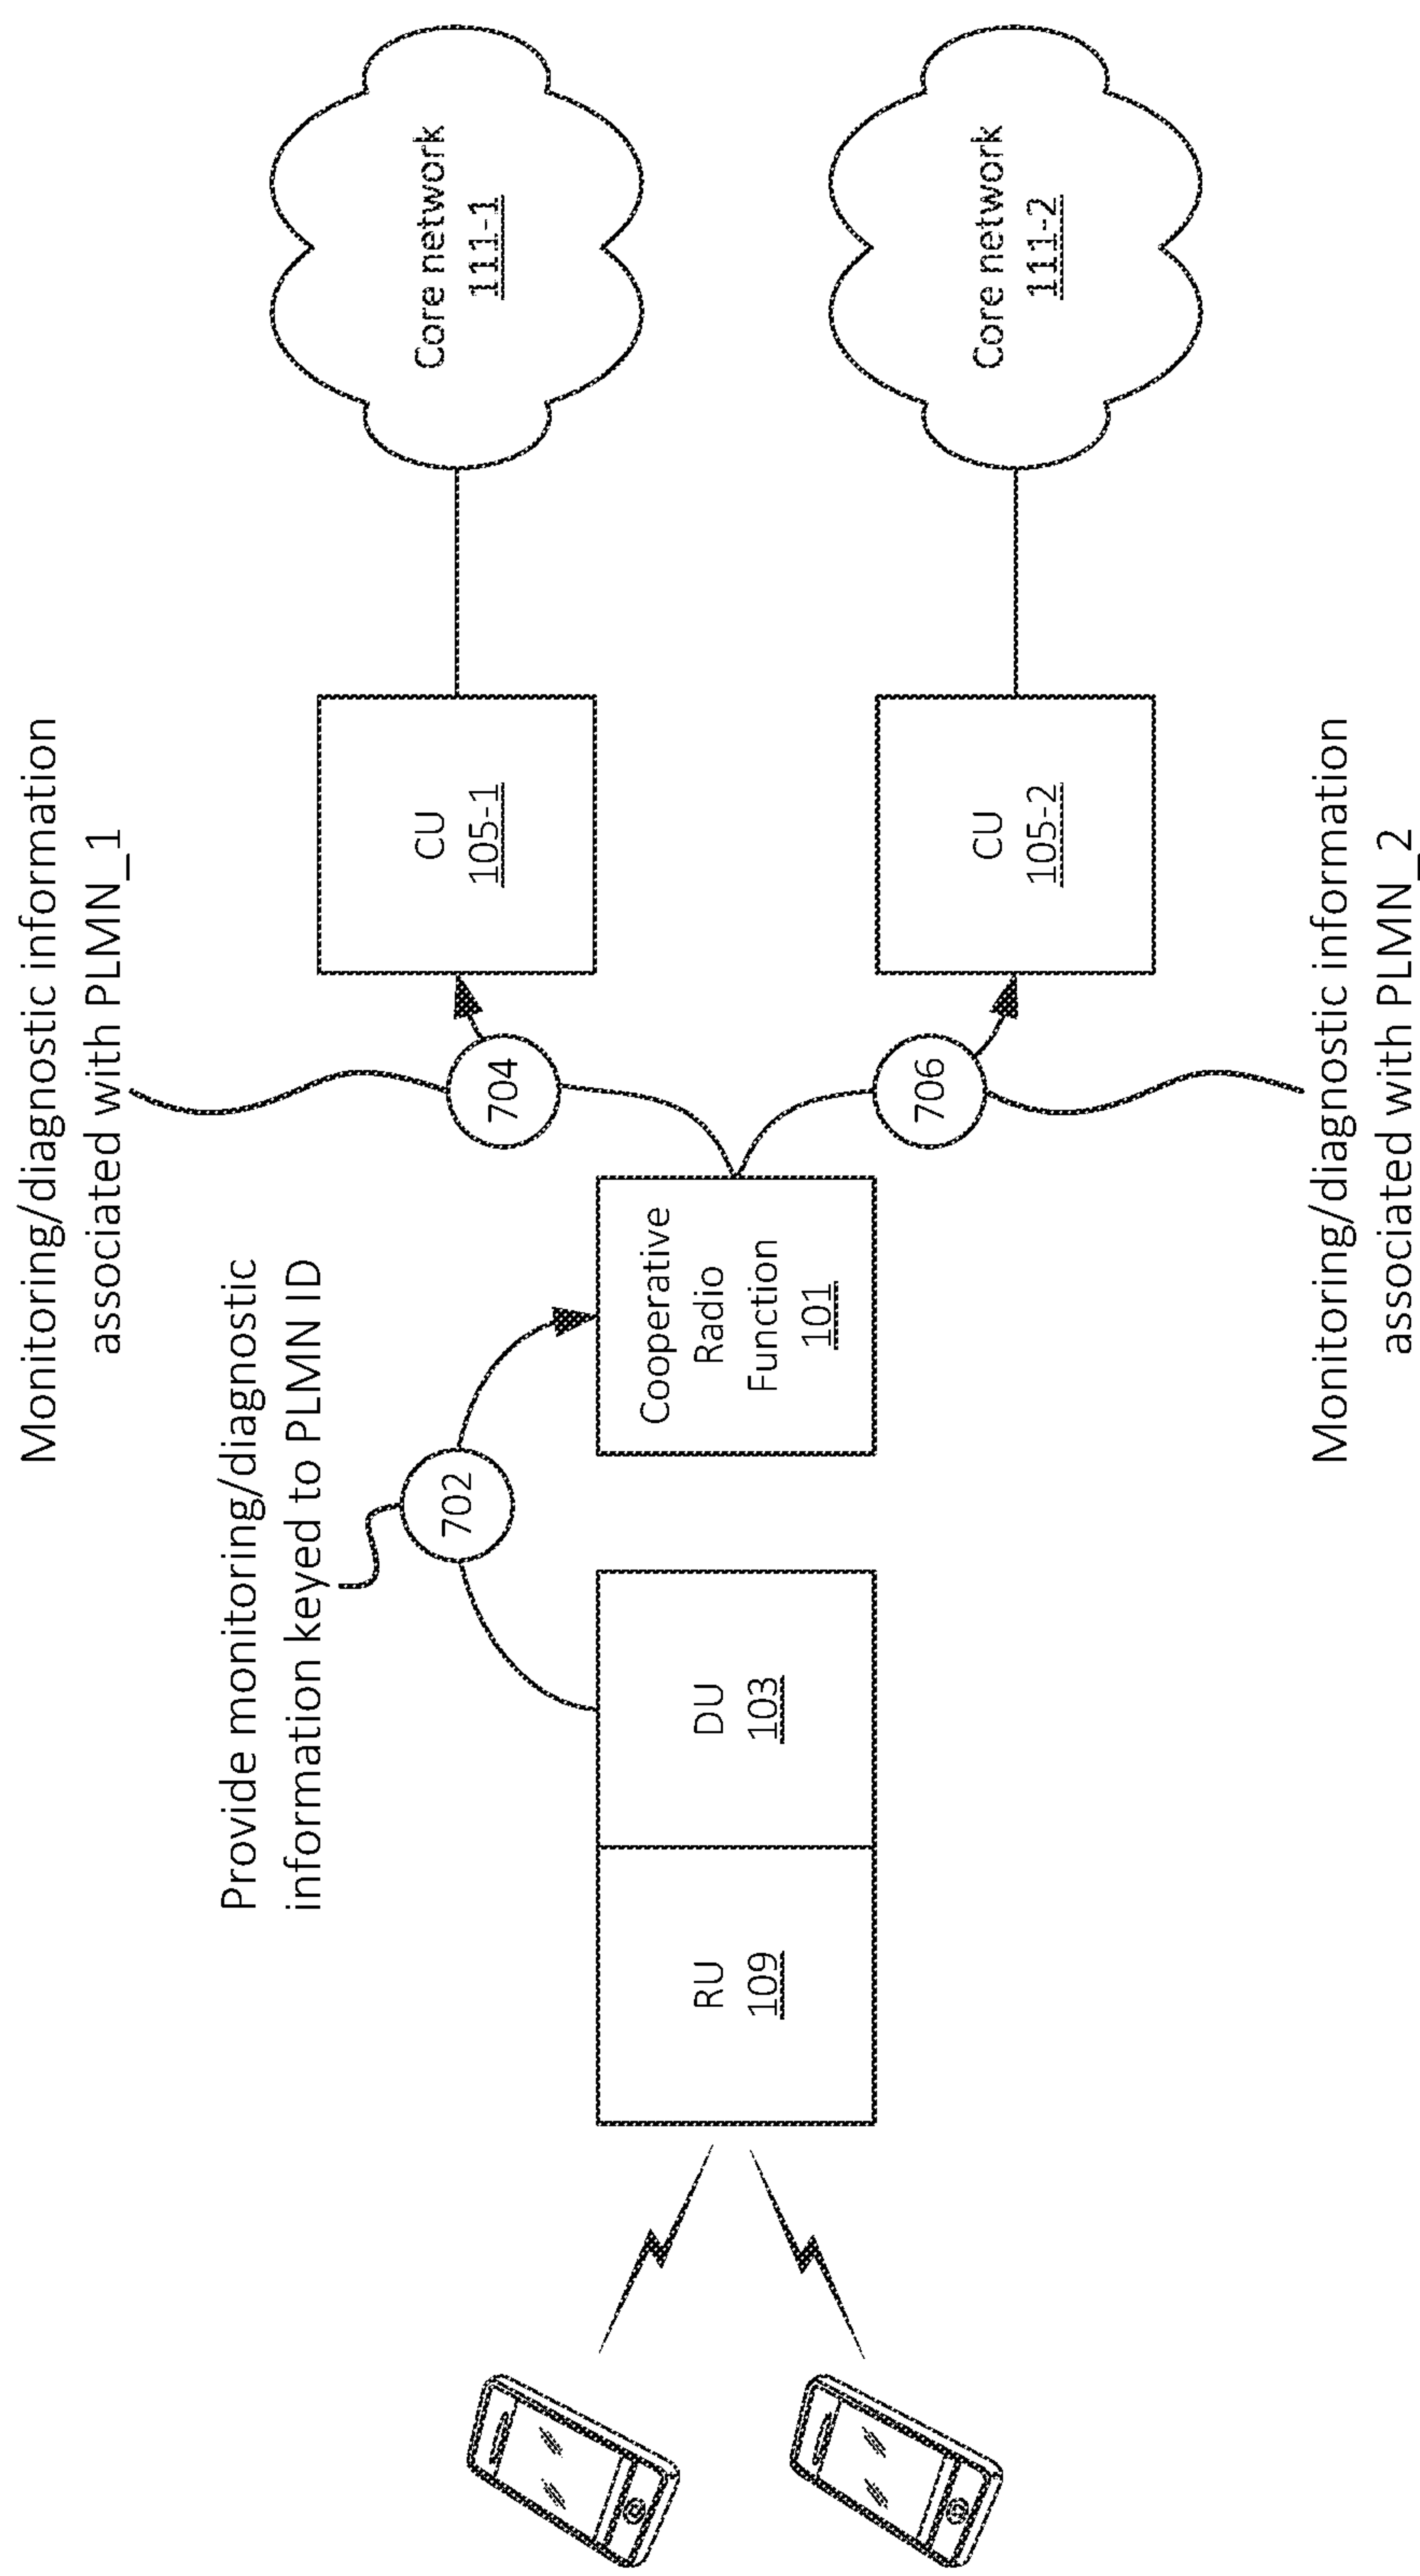 Monitoring/diagnostic information
associated with PLMN_1
Provide monitoring/diagnostic
information keyed to PLMN ID
702
704
706
RU
109
DU
103
Cooperative
Radio
Function
101
CU
105-1
Core network
111-1
CU
105-2
Core network
111-2
Monitoring/diagnostic information
associated with PLMN_2